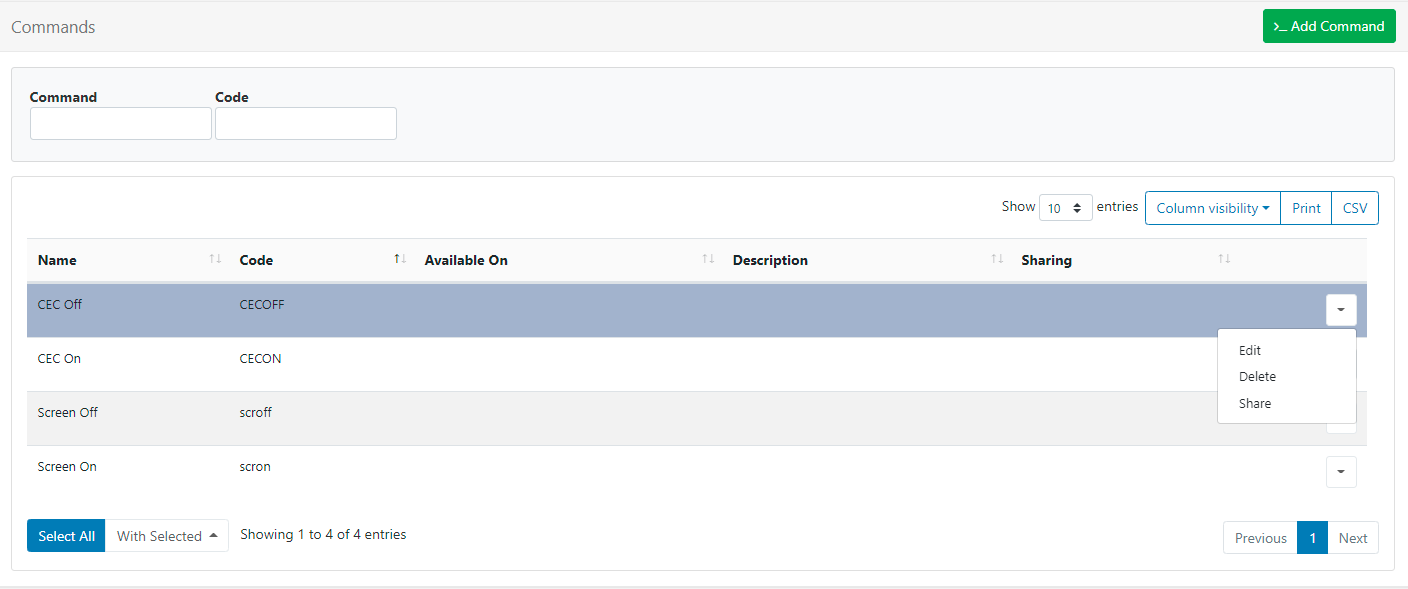 Commands
>_ Add Command
Command Code
Show 10 entries Column visibility Print CSV
Name Code Available On Description Sharing
CEC Off CECOFF
Edit
CEC On CECON
Delete
Share
Screen Off scroff
Screen On scron
Select All With Selected Showing 1 to 4 of 4 entries Previous 1 Next